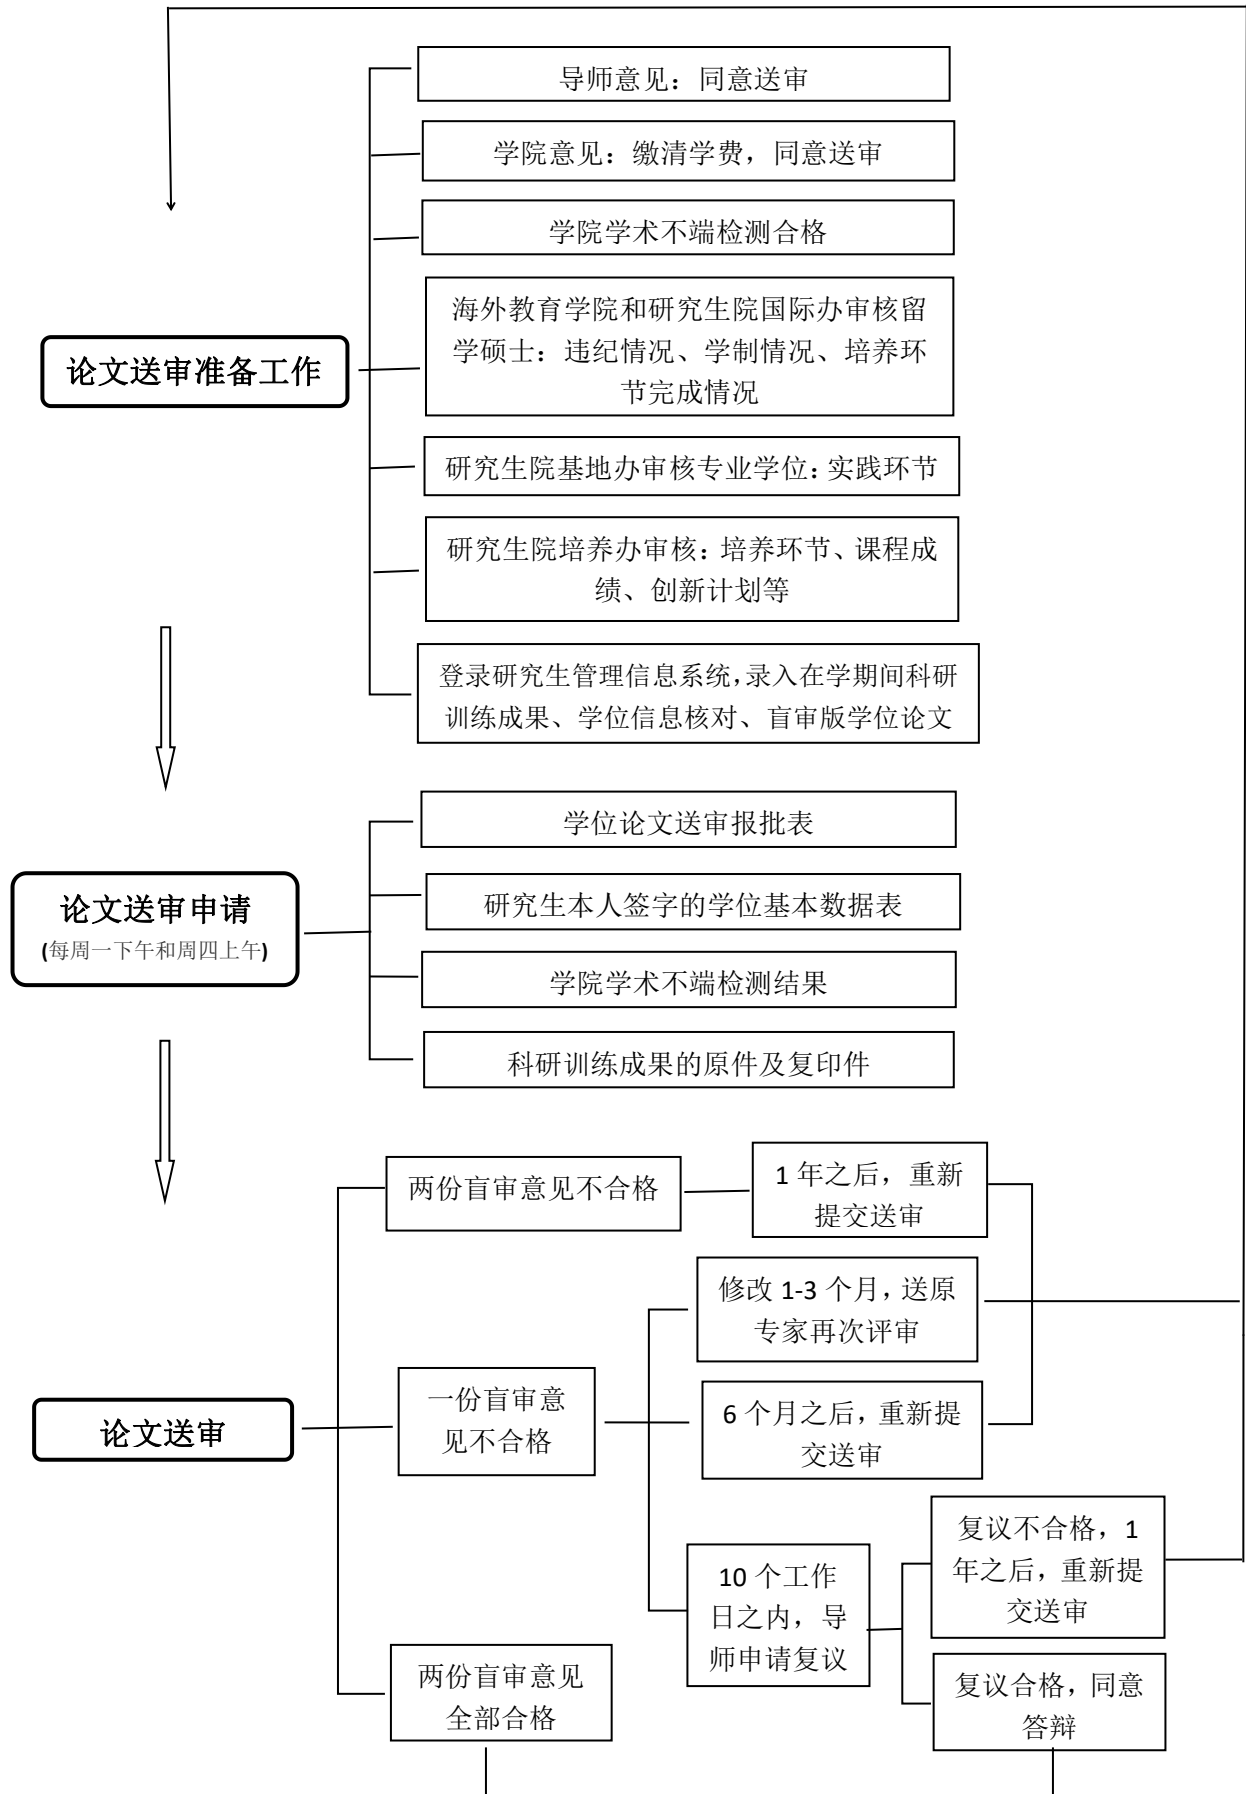 导师意见：同意送审
学院意见：缴清学费，同意送审
学院学术不端检测合格
海外教育学院和研究生院国际办审核留
学硕士：违纪情况、学制情况、培养环
节完成情况
论文送审准备工作
研究生院基地办审核专业学位：实践环节
研究生院培养办审核：培养环节、课程成
绩、创新计划等
登录研究生管理信息系统，录入在学期间科研
训练成果、学位信息核对、盲审版学位论文
学位论文送审报批表
论文送审申请
(每周一下午和周四上午)
研究生本人签字的学位基本数据表
学院学术不端检测结果
科研训练成果的原件及复印件
两份盲审意见不合格
1 年之后，重新
提交送审
修改 1-3 个月，送原
专家再次评审
论文送审
一份盲审意
见不合格
6 个月之后，重新提
交送审
10 个工作
日之内，导
师申请复议
复议不合格，1
年之后，重新提
交送审
两份盲审意见
全部合格
复议合格，同意
答辩